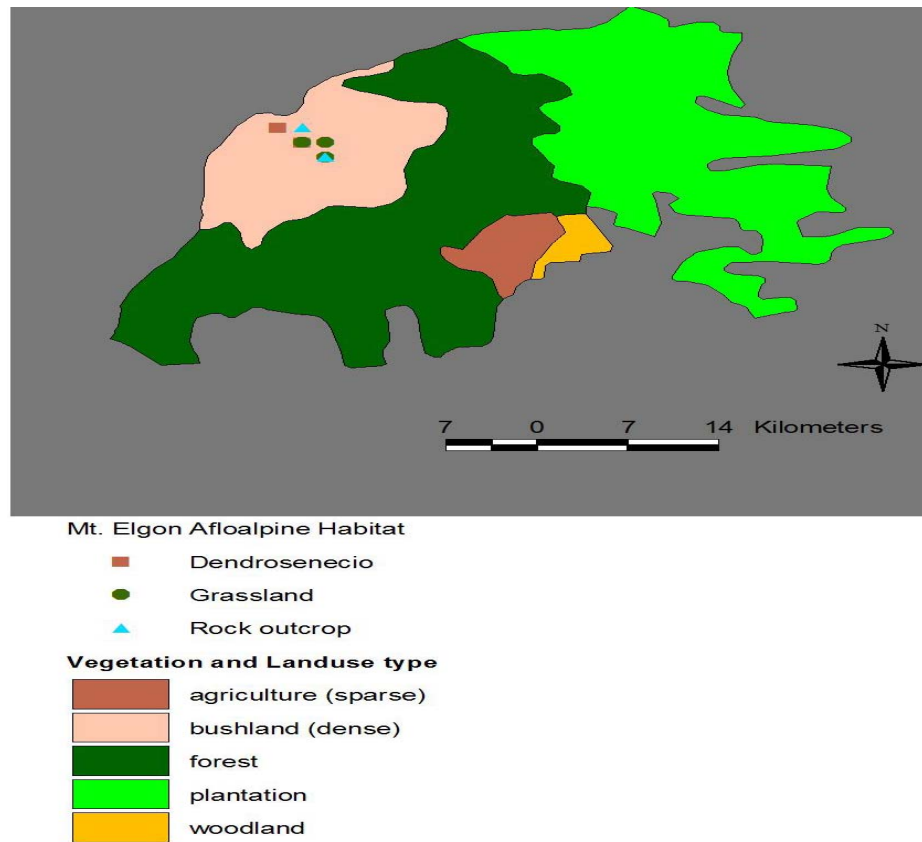 N
7 0 7 14 Kilometers
Mt. Elgon Afloalpine Habitat
Dendrosenecio
Grassland
Rock outcrop
Vegetation and Landuse type
agriculture (sparse)
bushland (dense)
forest
plantation
woodland